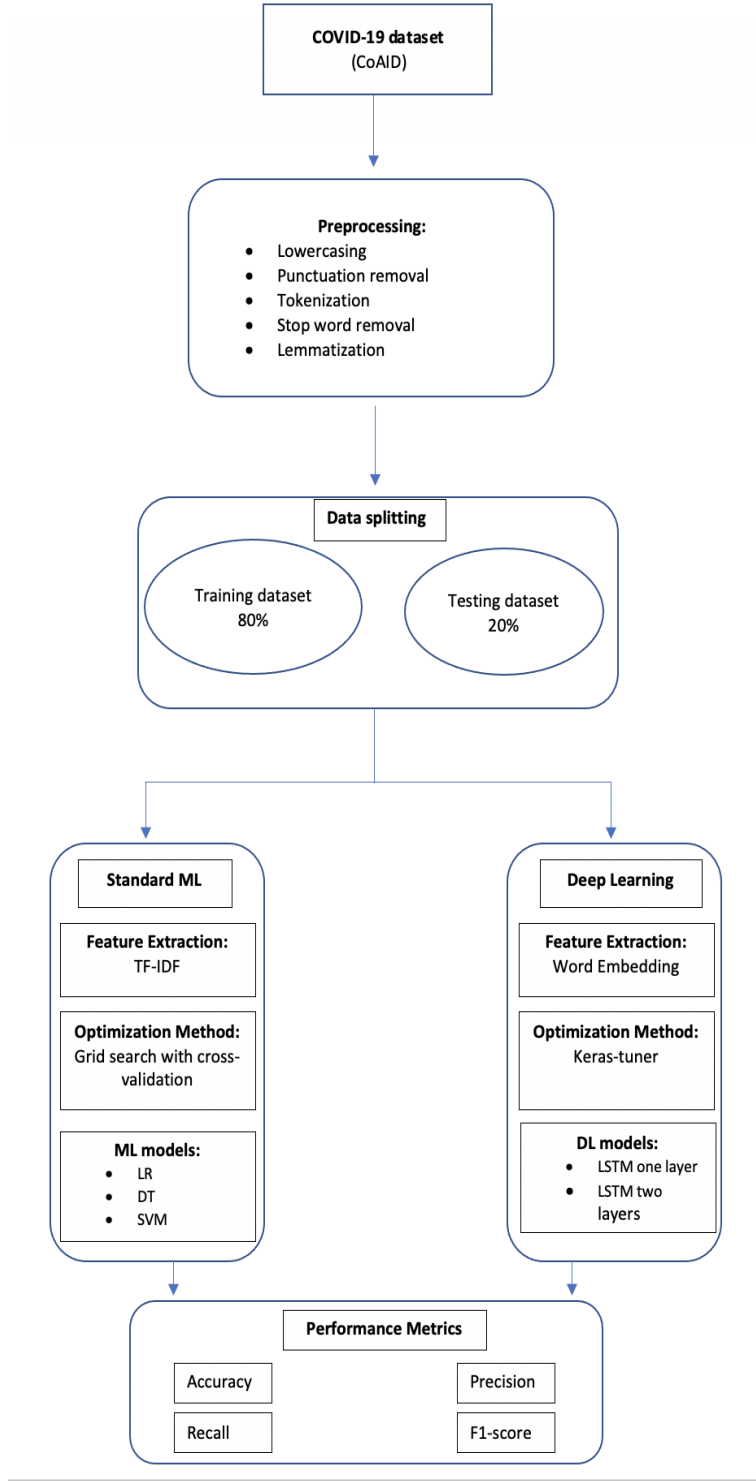 COVID-19 dataset
(CoAID)
Preprocessing:
• Lowercasing
• Punctuation removal
• Tokenization
• Stop word removal
• Lemmatization
Data splitting
Training dataset
80%
Testing dataset
20%
Standard ML
Feature Extraction:
TF-IDF
Optimization Method:
Grid search with cross-
validation
ML models:
• LR
• DT
• SVM
Deep Learning
Feature Extraction:
Word Embedding
Optimization Method:
Keras-tuner
DL models:
• LSTM one layer
• LSTM two
layers
Performance Metrics
Accuracy
Precision
Recall
F1-score